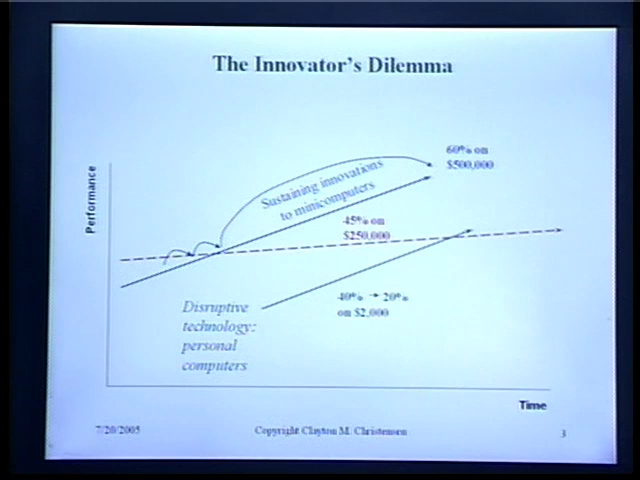 The Innovator's Dilemma
60% on
$500,000
Sustaining innovations
to minicomputers
Performance
45% on
$250,000
40% → 20%
on $2,000
Disruptive
technology:
personal
computers
Time
7/20/2005
Copyright Clayton M. Christensen
3